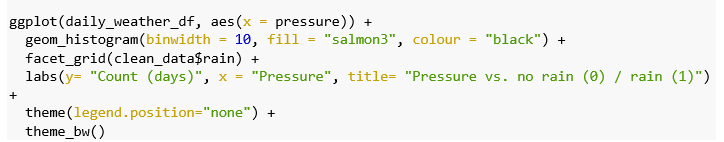 ggplot(daily_weather_df, aes(x = pressure)) +
  geom_histogram(binwidth = 10, fill = "salmon3", colour = "black") +
  facet_grid(clean_data$rain) +
  labs(y= "Count (days)", x = "Pressure", title= "Pressure vs. no rain (0) / rain (1)")
+
  theme(legend.position="none") +
  theme_bw()